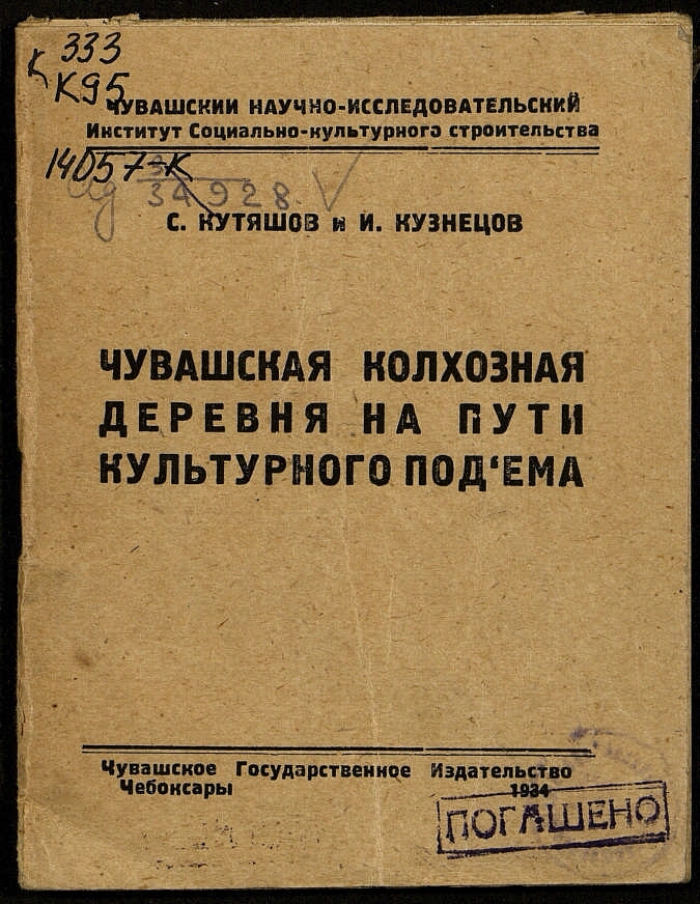 К 333
К95
ЧУВАШСКИЙ НАУЧНО-ИССЛЕДОВАТЕЛЬСКИЙ
Институт Социально-культурного строительства
14057-К
34928
С. КУТЯШОВ и И. КУЗНЕЦОВ
ЧУВАШСКАЯ КОЛХОЗНАЯ
ДЕРЕВНЯ НА ПУТИ
КУЛЬТУРНОГО ПОД‘ЕМА
Чувашское Государственное Издательство
Чебоксары 1934
ПОГАШЕНО